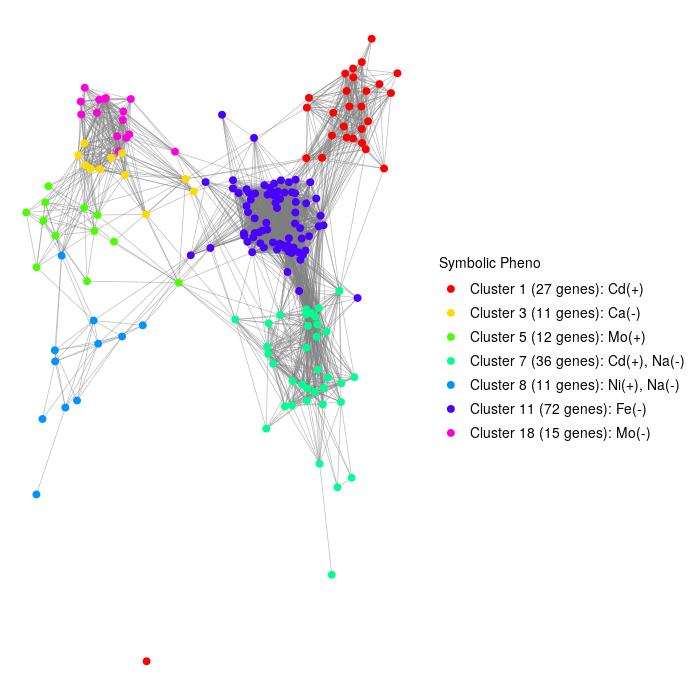 Symbolic Pheno
Cluster 1 (27 genes): Cd(+)
Cluster 3 (11 genes): Ca(-)
Cluster 5 (12 genes): Mo(+)
Cluster 7 (36 genes): Cd(+), Na(-)
Cluster 8 (11 genes): Ni(+), Na(-)
Cluster 11 (72 genes): Fe(-)
Cluster 18 (15 genes): Mo(-)